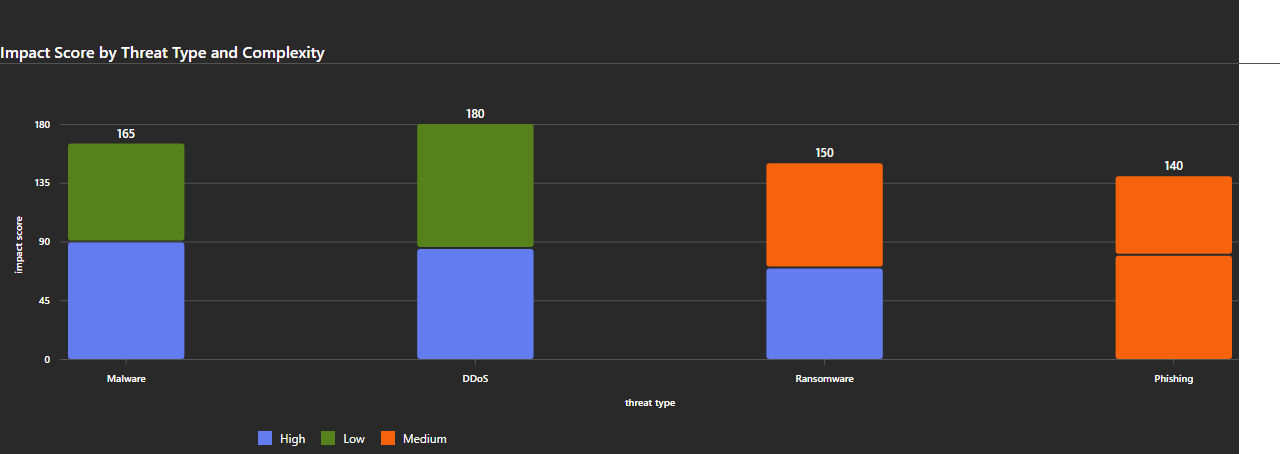 Impact Score by Threat Type and Complexity
180
165
180
150
140
135
90
45
0
impact score
Malware
DDoS
Ransomware
Phishing
threat type
High
Low
Medium